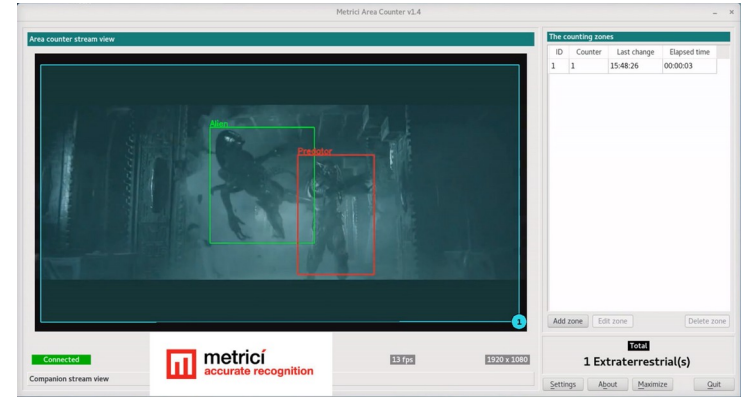 Metrici Area Counter v1.4
Area counter stream view
Alien
Predator
1
Connected
metrici
accurate recognition
13 fps
1920 x 1080
Companion stream view
The counting zones
ID Counter Last change Elapsed time
1 1 15:48:26 00:00:03
Add zone Edit zone Delete zone
Total
1 Extraterrestrial(s)
Settings About Maximize Quit